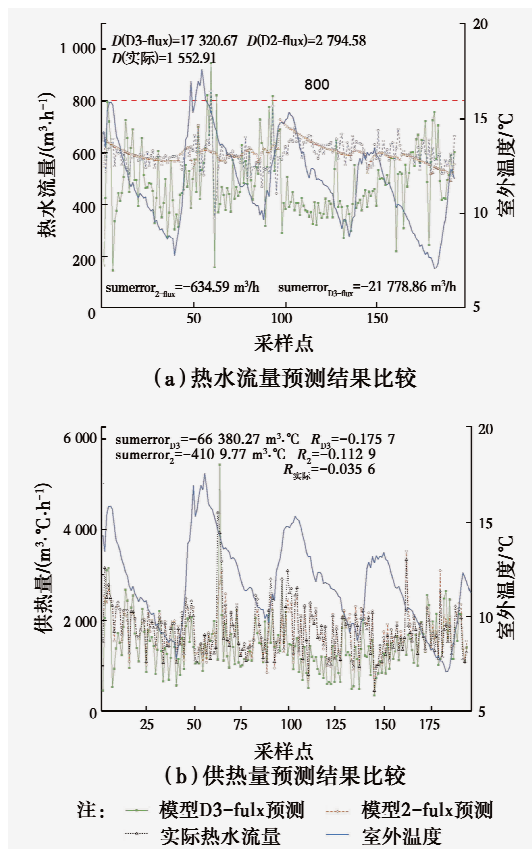 D(D3-flux)=17 320.67 D(D2-flux)=2 794.58
D(实际)=1 552.91
800
sumerror2-flux=-634.59 m³/h sumerrorD3-flux=-21 778.86 m³/h
热水流量/(m³·h⁻¹)
1 000
800
600
400
200
0
50
100
150
20
15
10
5
室外温度/°C
采样点
(a)热水流量预测结果比较
sumerrorD3=-66 380.27 m³·°C RD3=-0.175 7
sumerror2=-410 9.77 m³·°C R2=-0.112 9
R实际=-0.035 6
供热量/(m³·°C·h⁻¹)
6 000
4 000
2 000
0
25
50
75
100
125
150
175
20
15
10
5
室外温度/°C
采样点
(b)供热量预测结果比较
注: 模型D3-fulx预测 模型2-fulx预测
实际热水流量 室外温度